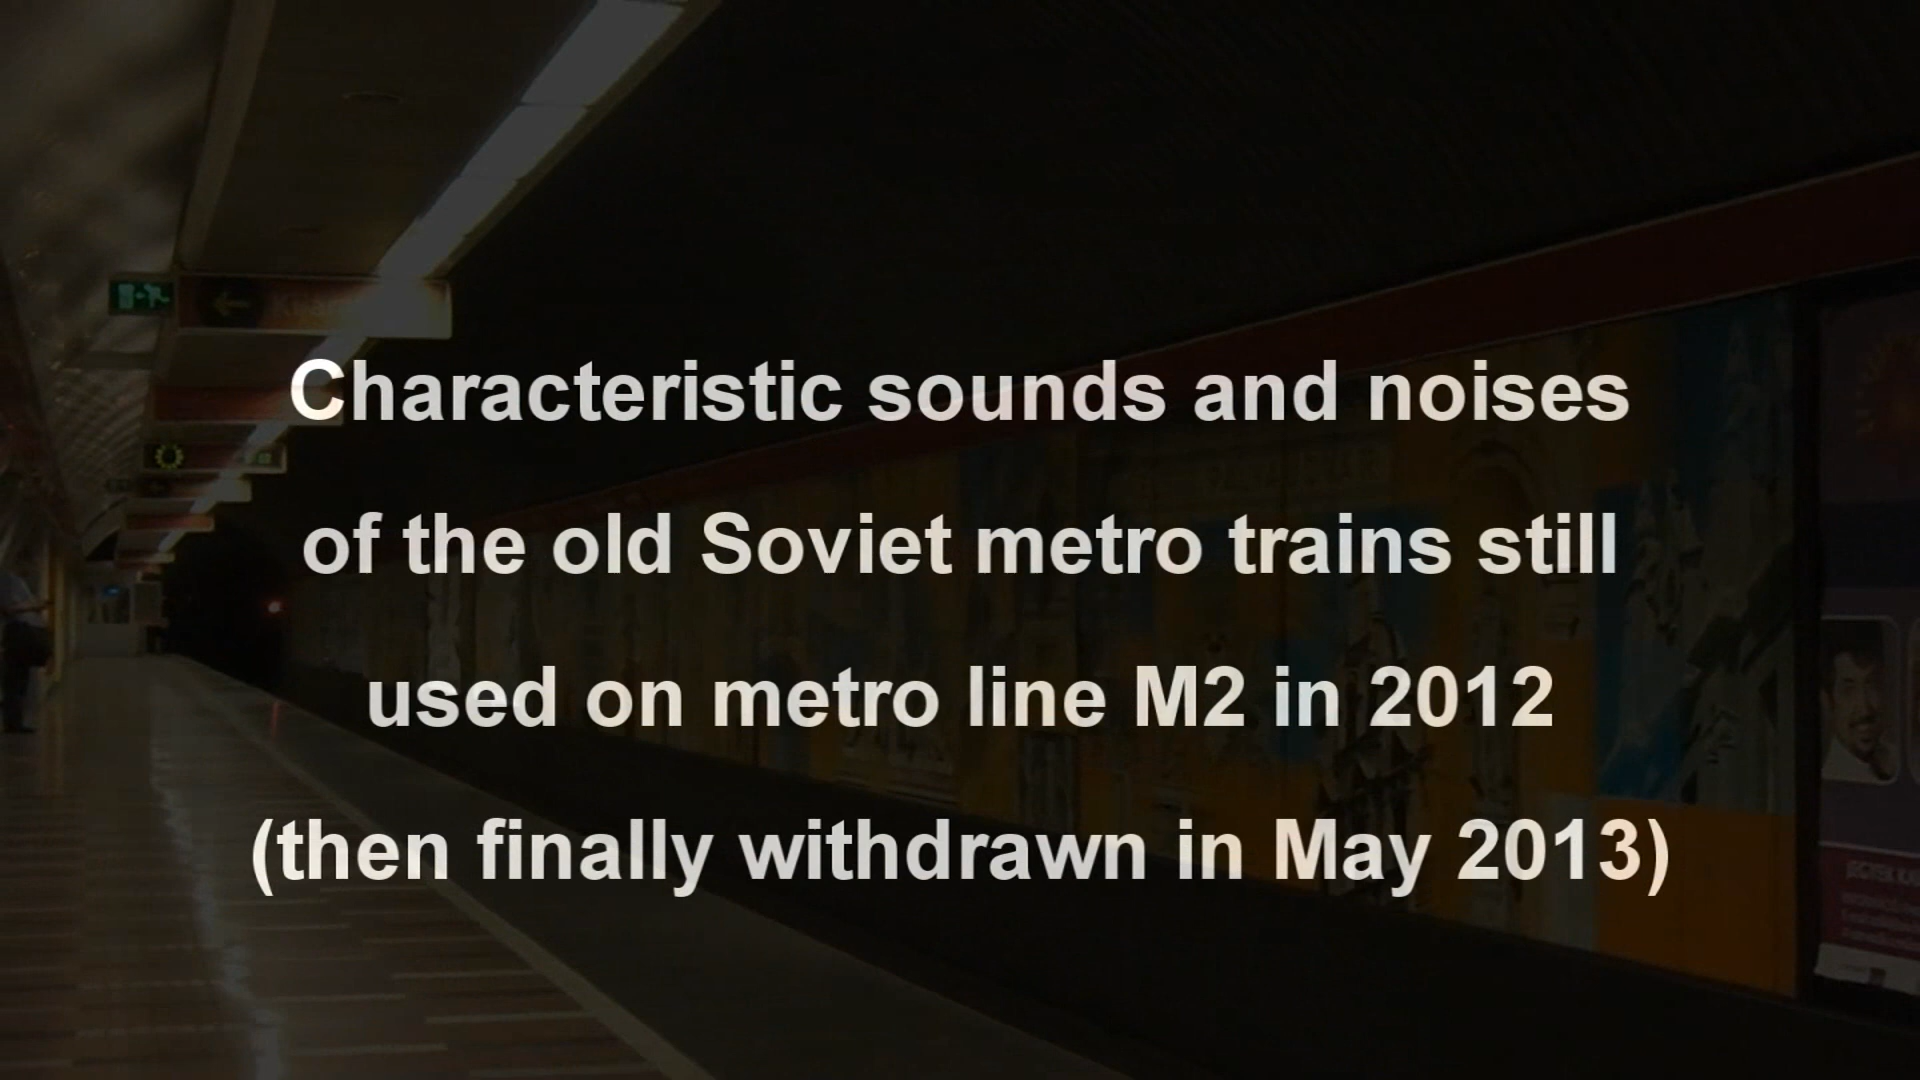 Characteristic sounds and noises
of the old Soviet metro trains still
used on metro line M2 in 2012
(then finally withdrawn in May 2013)